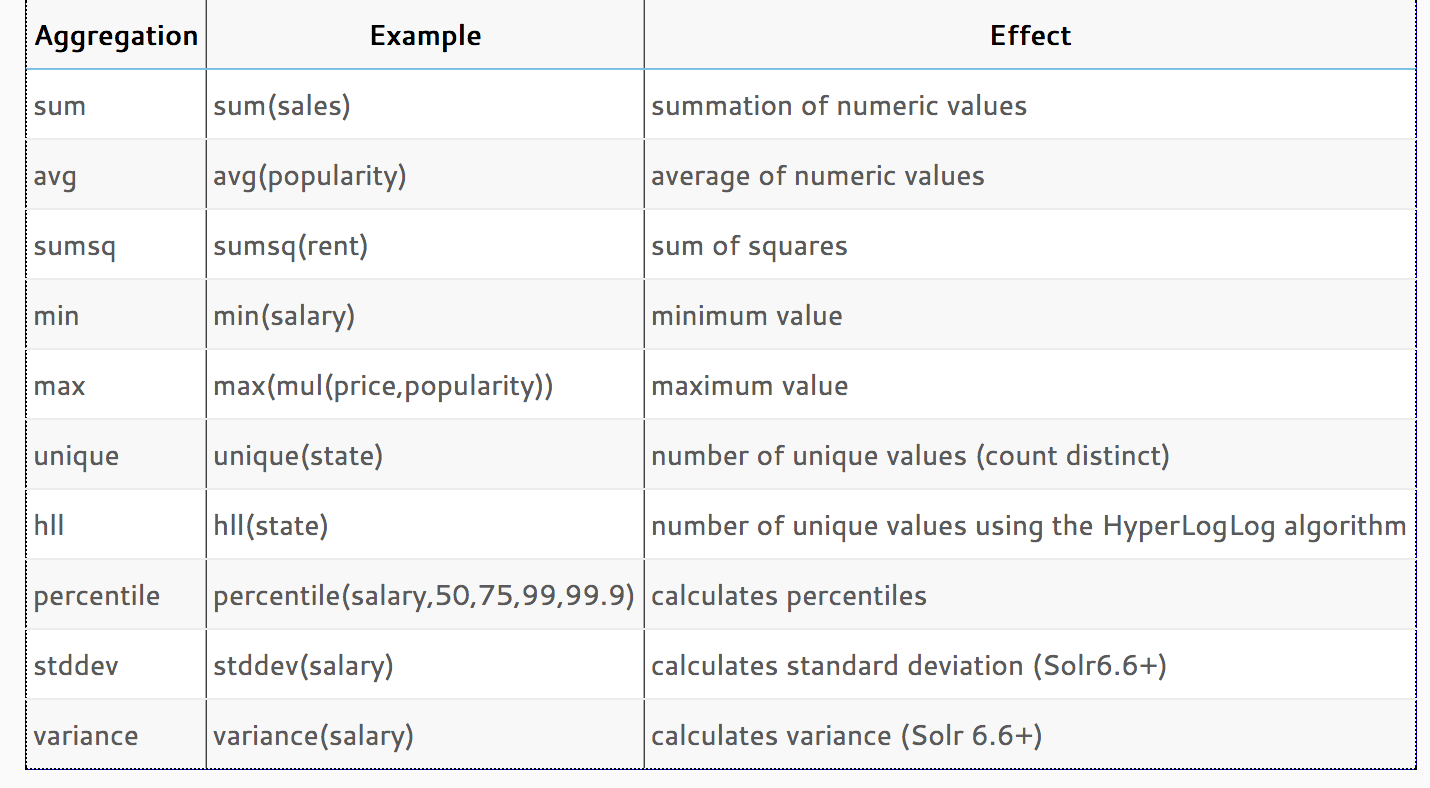 Aggregation Example Effect
sum sum(sales) summation of numeric values
avg avg(popularity) average of numeric values
sumsq sumsq(rent) sum of squares
min min(salary) minimum value
max max(mul(price,popularity)) maximum value
unique unique(state) number of unique values (count distinct)
hll hll(state) number of unique values using the HyperLogLog algorithm
percentile percentile(salary,50,75,99,99.9) calculates percentiles
stddev stddev(salary) calculates standard deviation (Solr6.6+)
variance variance(salary) calculates variance (Solr 6.6+)